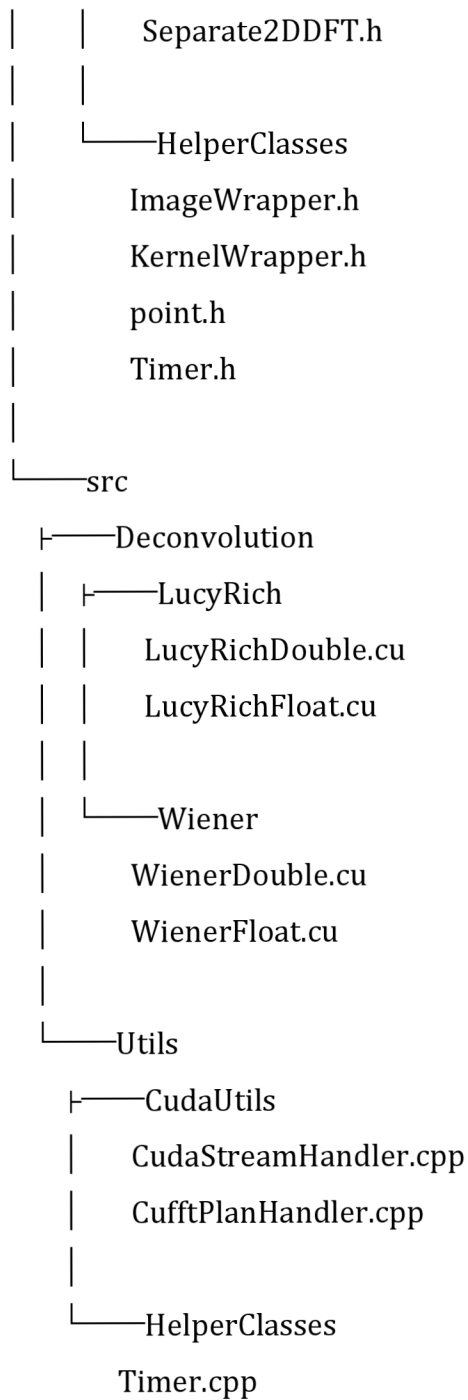 │   │   Separate2DDFT.h
│   │
│   └───HelperClasses
│       ImageWrapper.h
│       KernelWrapper.h
│       point.h
│       Timer.h
│
└───src
├───Deconvolution
│   ├───LucyRich
│   │   LucyRichDouble.cu
│   │   LucyRichFloat.cu
│   │
│   └───Wiener
│       WienerDouble.cu
│       WienerFloat.cu
│
└───Utils
├───CudaUtils
│   CudaStreamHandler.cpp
│   CufftPlanHandler.cpp
│
└───HelperClasses
Timer.cpp